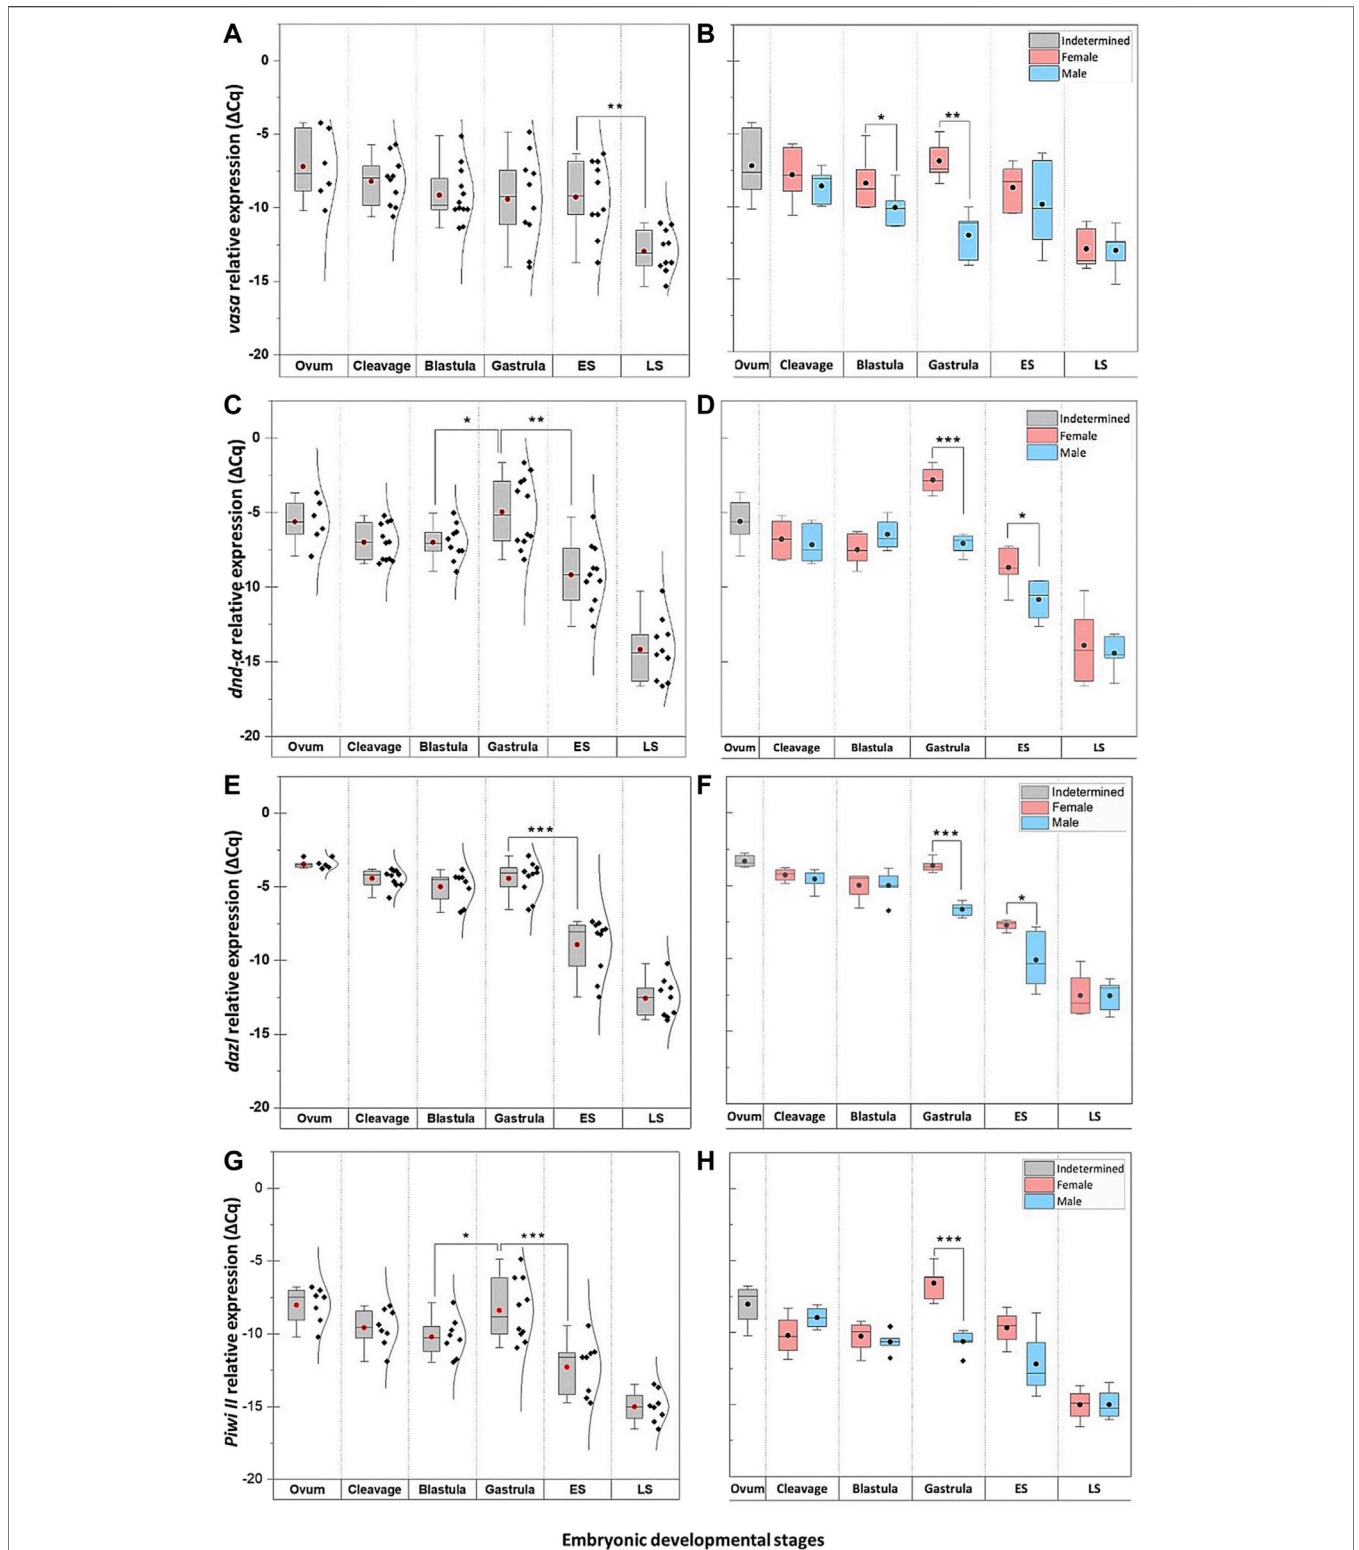 A
vasa relative expression (ΔCq)
0
-5
-10
-15
-20
**
Ovum Cleavage Blastula Gastrula ES LS
B
Indetermined
Female
Male
*
**
Ovum Cleavage Blastula Gastrula ES LS
C
dnd-α relative expression (ΔCq)
0
-5
-10
-15
-20
* **
Ovum Cleavage Blastula Gastrula ES LS
D
Indetermined
Female
Male
***
*
Ovum Cleavage Blastula Gastrula ES LS
E
dazl relative expression (ΔCq)
0
-5
-10
-15
-20
***
Ovum Cleavage Blastula Gastrula ES LS
F
Indetermined
Female
Male
***
*
Ovum Cleavage Blastula Gastrula ES LS
G
Piwi II relative expression (ΔCq)
0
-5
-10
-15
-20
* ***
Ovum Cleavage Blastula Gastrula ES LS
H
Indetermined
Female
Male
***
Ovum Cleavage Blastula Gastrula ES LS
Embryonic developmental stages